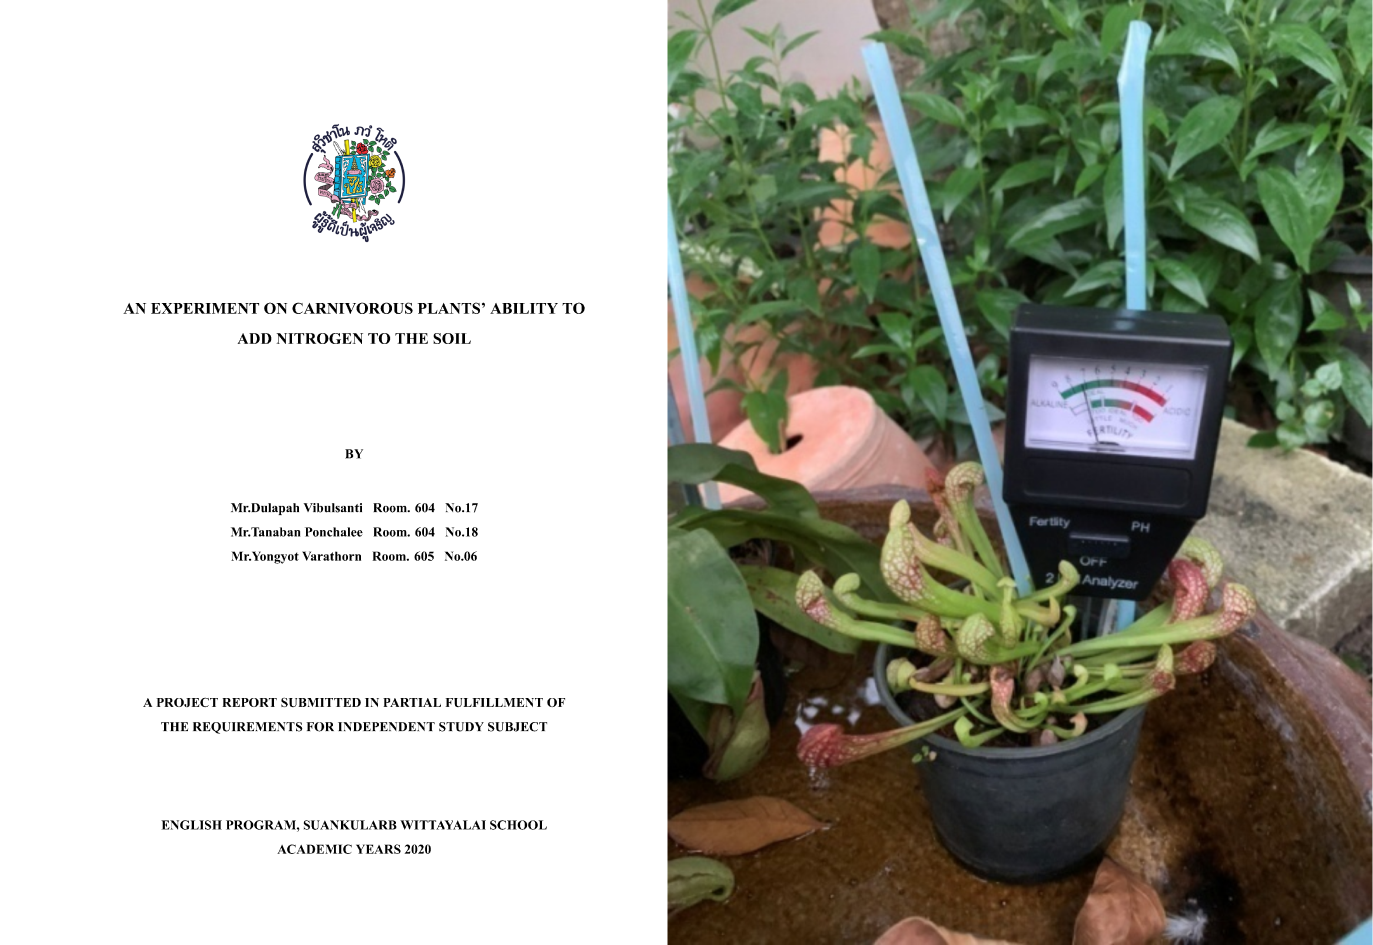 สุวิชาโน ภวํ โหติ
ผู้รู้ดีเป็นผู้เจริญ
AN EXPERIMENT ON CARNIVOROUS PLANTS’ ABILITY TO
ADD NITROGEN TO THE SOIL
BY
Mr.Dulapah Vibulsanti Room. 604 No.17
Mr.Tanaban Ponchalee Room. 604 No.18
Mr.Yongyot Varathorn Room. 605 No.06
A PROJECT REPORT SUBMITTED IN PARTIAL FULFILLMENT OF
THE REQUIREMENTS FOR INDEPENDENT STUDY SUBJECT
ENGLISH PROGRAM, SUANKULARB WITTAYALAI SCHOOL
ACADEMIC YEARS 2020
ALKALINE ACIDIC
IDEAL
FERTILITY
Fertility PH
OFF
2 Analyzer